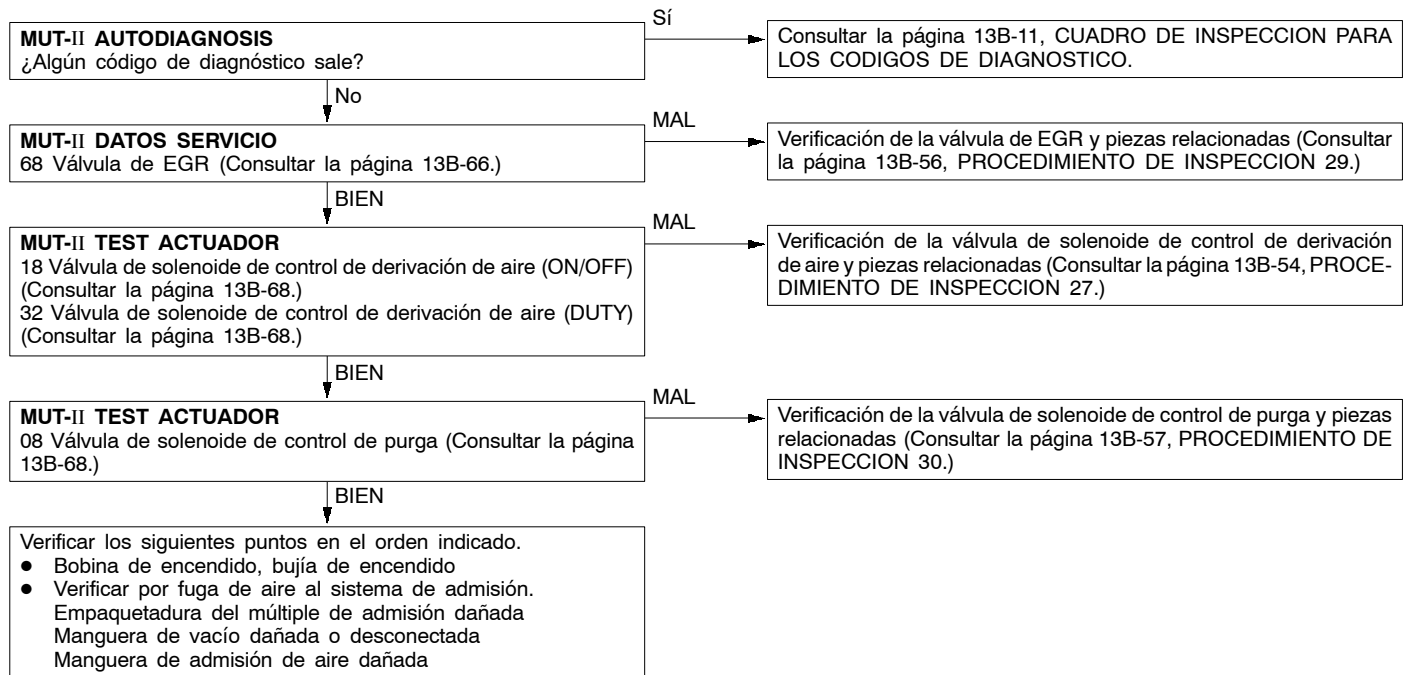 MUT-II AUTODIAGNOSIS
¿Algún código de diagnóstico sale?
Sí
Consultar la página 13B-11, CUADRO DE INSPECCION PARA
LOS CODIGOS DE DIAGNOSTICO.
No
MUT-II DATOS SERVICIO
68 Válvula de EGR (Consultar la página 13B-66.)
MAL
Verificación de la válvula de EGR y piezas relacionadas (Consultar
la página 13B-56, PROCEDIMIENTO DE INSPECCION 29.)
BIEN
MUT-II TEST ACTUADOR
18 Válvula de solenoide de control de derivación de aire (ON/OFF)
(Consultar la página 13B-68.)
32 Válvula de solenoide de control de derivación de aire (DUTY)
(Consultar la página 13B-68.)
MAL
Verificación de la válvula de solenoide de control de derivación
de aire y piezas relacionadas (Consultar la página 13B-54, PROCE-
DIMIENTO DE INSPECCION 27.)
BIEN
MUT-II TEST ACTUADOR
08 Válvula de solenoide de control de purga (Consultar la página
13B-68.)
MAL
Verificación de la válvula de solenoide de control de purga y piezas
relacionadas (Consultar la página 13B-57, PROCEDIMIENTO DE
INSPECCION 30.)
BIEN
Verificar los siguientes puntos en el orden indicado.
● Bobina de encendido, bujía de encendido
● Verificar por fuga de aire al sistema de admisión.
Empaquetadura del múltiple de admisión dañada
Manguera de vacío dañada o desconectada
Manguera de admisión de aire dañada